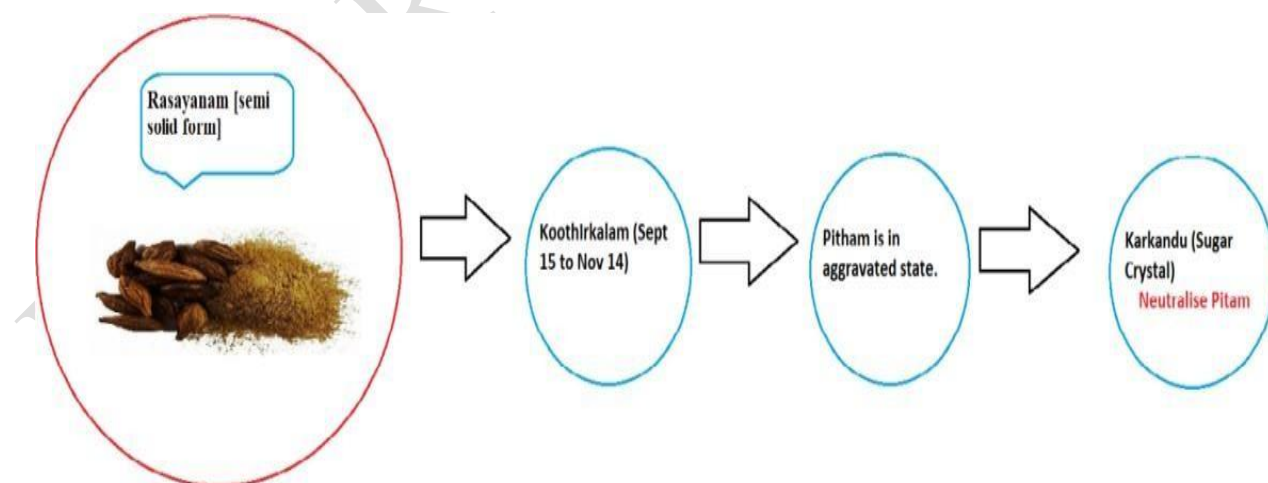 Rasayanam [semi
solid form]
KoothIrkalam (Sept
15 to Nov 14)
Pitham is in
aggravated state.
Karkandu (Sugar
Crystal)
Neutralise Pitam